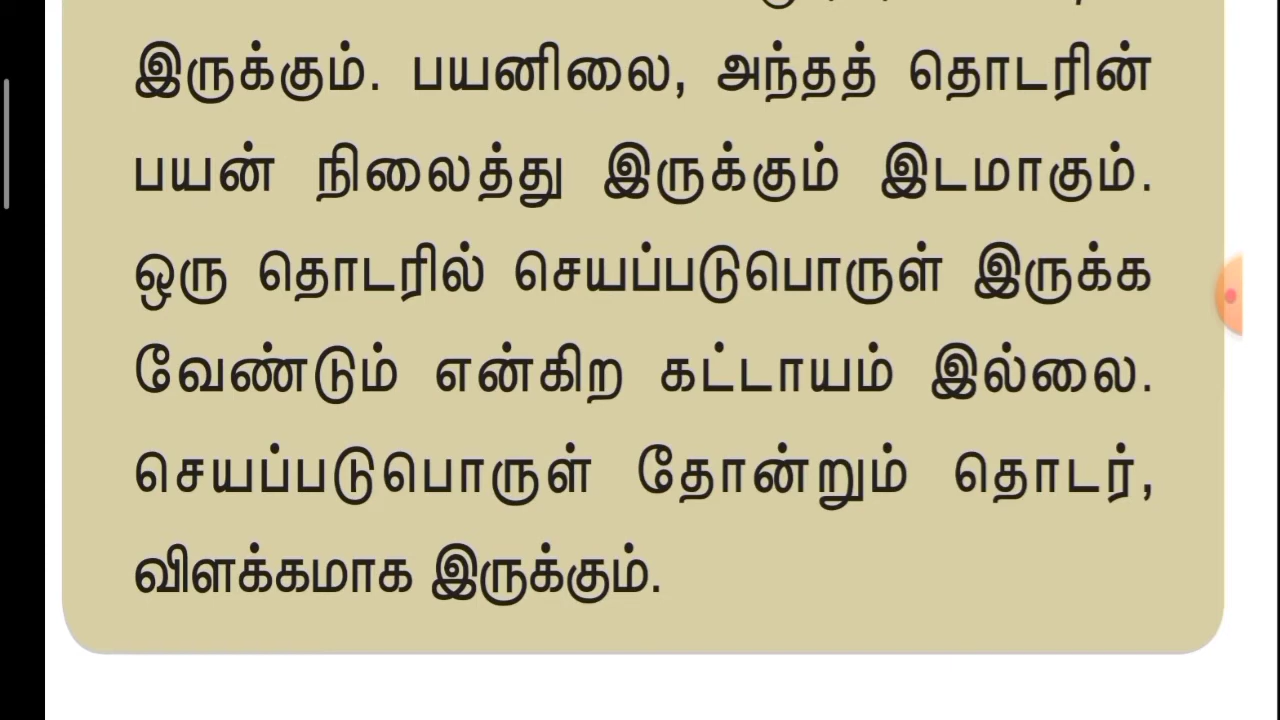 இருக்கும். பயனிலை, அந்தத் தொடரின்
பயன் நிலைத்து இருக்கும் இடமாகும்.
ஒரு தொடரில் செயப்படுபொருள் இருக்க
வேண்டும் என்கிற கட்டாயம் இல்லை.
செயப்படுபொருள் தோன்றும் தொடர்,
விளக்கமாக இருக்கும்.